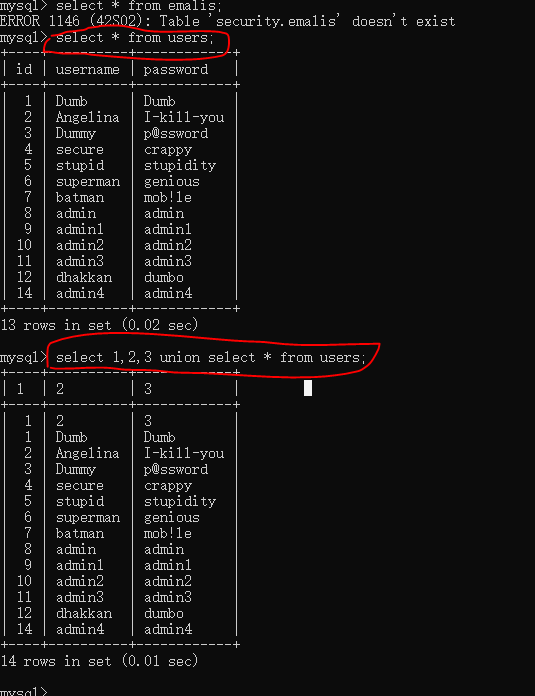 mysql> select * from emalis;
ERROR 1146 (42S02): Table 'security.emalis' doesn't exist
mysql> select * from users;
+----+----------+------------+
| id | username | password |
+----+----------+------------+
| 1 | Dumb | Dumb |
| 2 | Angelina | I-kill-you |
| 3 | Dummy | p@ssword |
| 4 | secure | crappy |
| 5 | stupid | stupidity |
| 6 | superman | genious |
| 7 | batman | mob!le |
| 8 | admin | admin |
| 9 | admin1 | admin1 |
| 10 | admin2 | admin2 |
| 11 | admin3 | admin3 |
| 12 | dhakkan | dumbo |
| 14 | admin4 | admin4 |
+----+----------+------------+
13 rows in set (0.02 sec)
mysql> select 1,2,3 union select * from users;
+----+----------+------------+
| 1 | 2 | 3 |
+----+----------+------------+
| 1 | 2 | 3 |
| 1 | Dumb | Dumb |
| 2 | Angelina | I-kill-you |
| 3 | Dummy | p@ssword |
| 4 | secure | crappy |
| 5 | stupid | stupidity |
| 6 | superman | genious |
| 7 | batman | mob!le |
| 8 | admin | admin |
| 9 | admin1 | admin1 |
| 10 | admin2 | admin2 |
| 11 | admin3 | admin3 |
| 12 | dhakkan | dumbo |
| 14 | admin4 | admin4 |
+----+----------+------------+
14 rows in set (0.01 sec)
mysql>